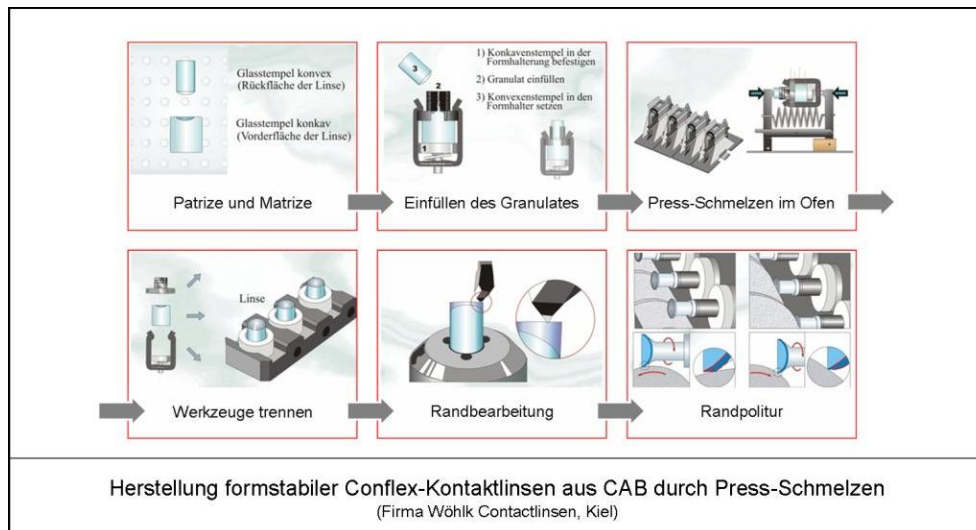 Glasstempel konvex
(Rückfläche der Linse)
Glasstempel konkav
(Vorderfläche der Linse)
Patrize und Matrize
3
2
1
1) Konkavenstempel in der
Formhalterung befestigen
2) Granulat einfüllen
3) Konvexenstempel in den
Formhalter setzen
Einfüllen des Granulates
Press-Schmelzen im Ofen
Linse
Werkzeuge trennen
Randbearbeitung
Randpolitur
Herstellung formstabiler Conflex-Kontaktlinsen aus CAB durch Press-Schmelzen
(Firma Wöhlk Contactlinsen, Kiel)